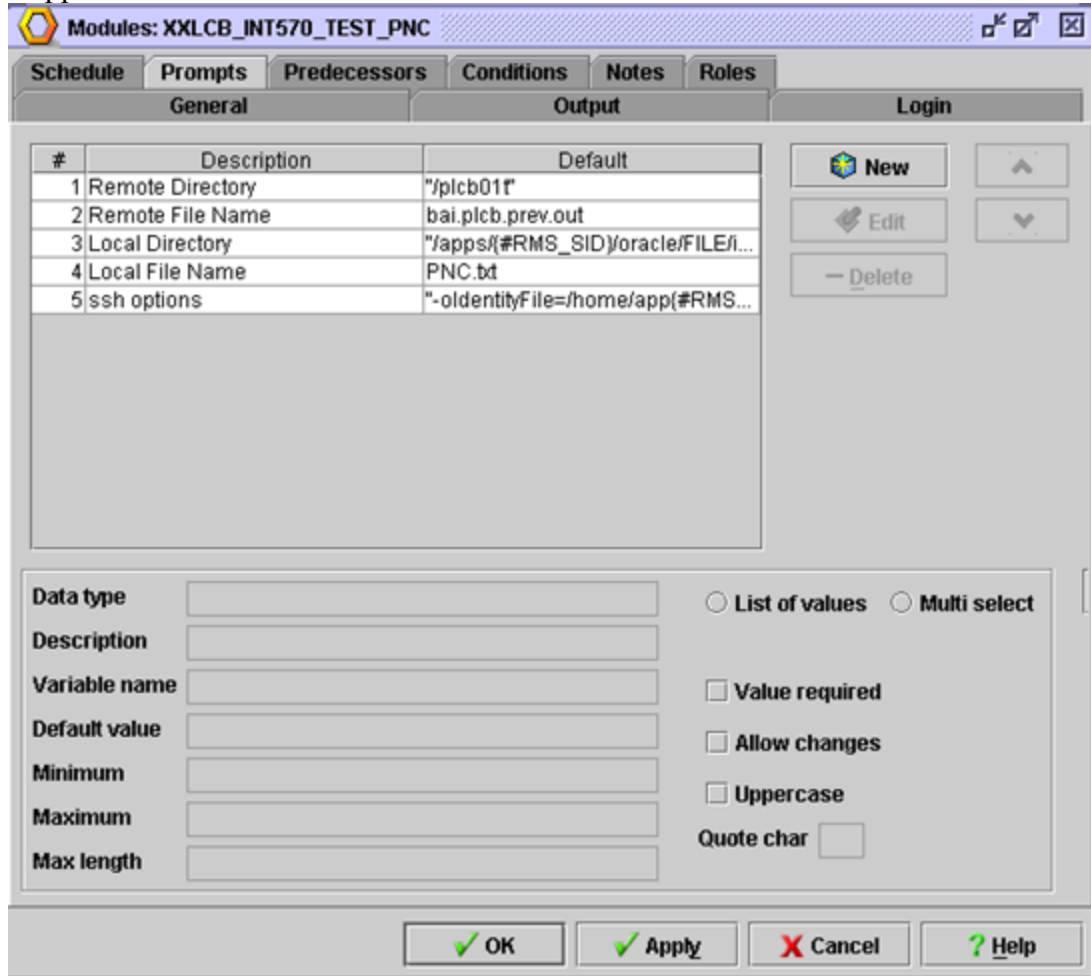 Modules: XXLCB_INT570_TEST_PNC
Schedule Prompts Predecessors Conditions Notes Roles
General Output Login
# Description Default
1 Remote Directory "/plcb01t"
2 Remote File Name bai.plcb.prev.out
3 Local Directory "/apps/{#RMS_SID}/oracle/FILE/i...
4 Local File Name PNC.txt
5 ssh options "-oIdentityFile=/home/app{#RMS...
New
Edit
Delete
Data type
List of values Multi select
Description
Variable name
Value required
Default value
Allow changes
Minimum
Uppercase
Maximum
Quote char
Max length
OK Apply Cancel ? Help